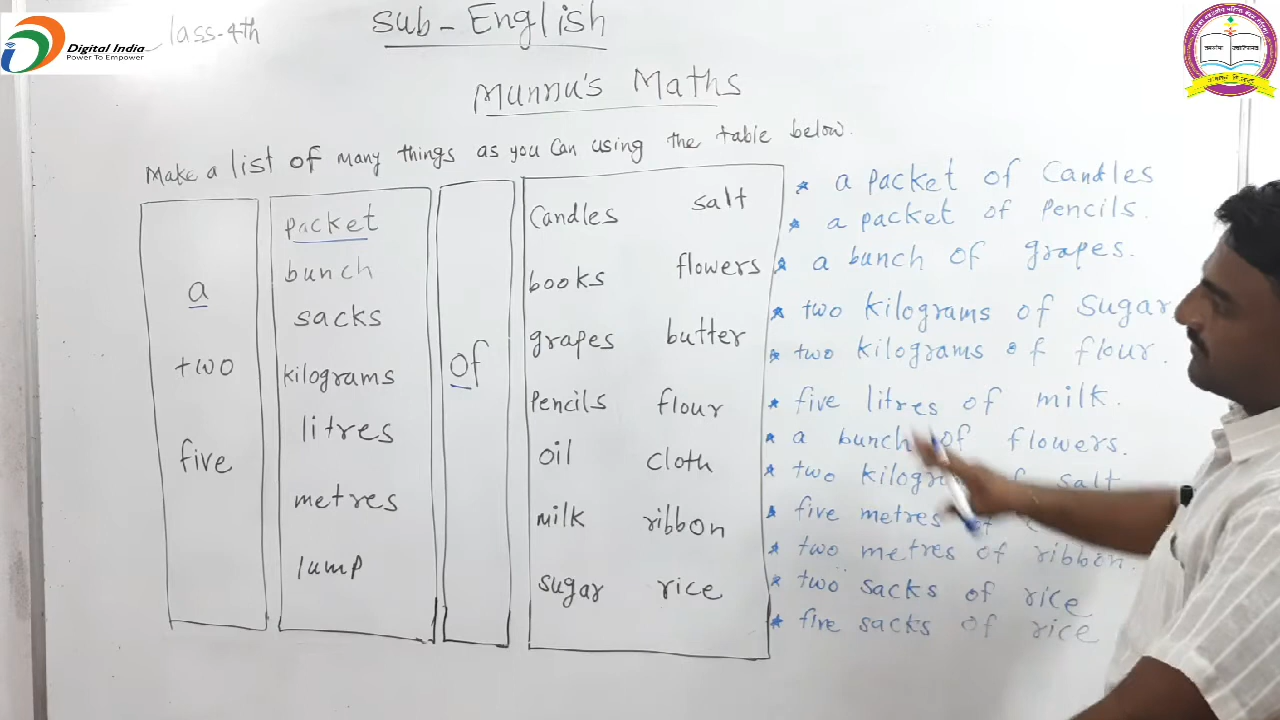 lass-4th
Sub-English
Digital India
Power To Empower
Munnu's Maths
Make a list of many things as you can using the table below.
a
two
five
packet
bunch
sacks
kilograms
litres
metres
lump
of
Candles salt
books flowers
grapes butter
Pencils flour
oil cloth
milk ribbon
sugar rice
* a packet of Candles
* a packet of Pencils.
* a bunch of grapes.
* two kilograms of Sugar
* two kilograms of flour.
* five litres of milk.
* a bunch of flowers.
* two salt
* five metres
* two metres of ribbon.
* two sacks of rice
* five sacks of rice